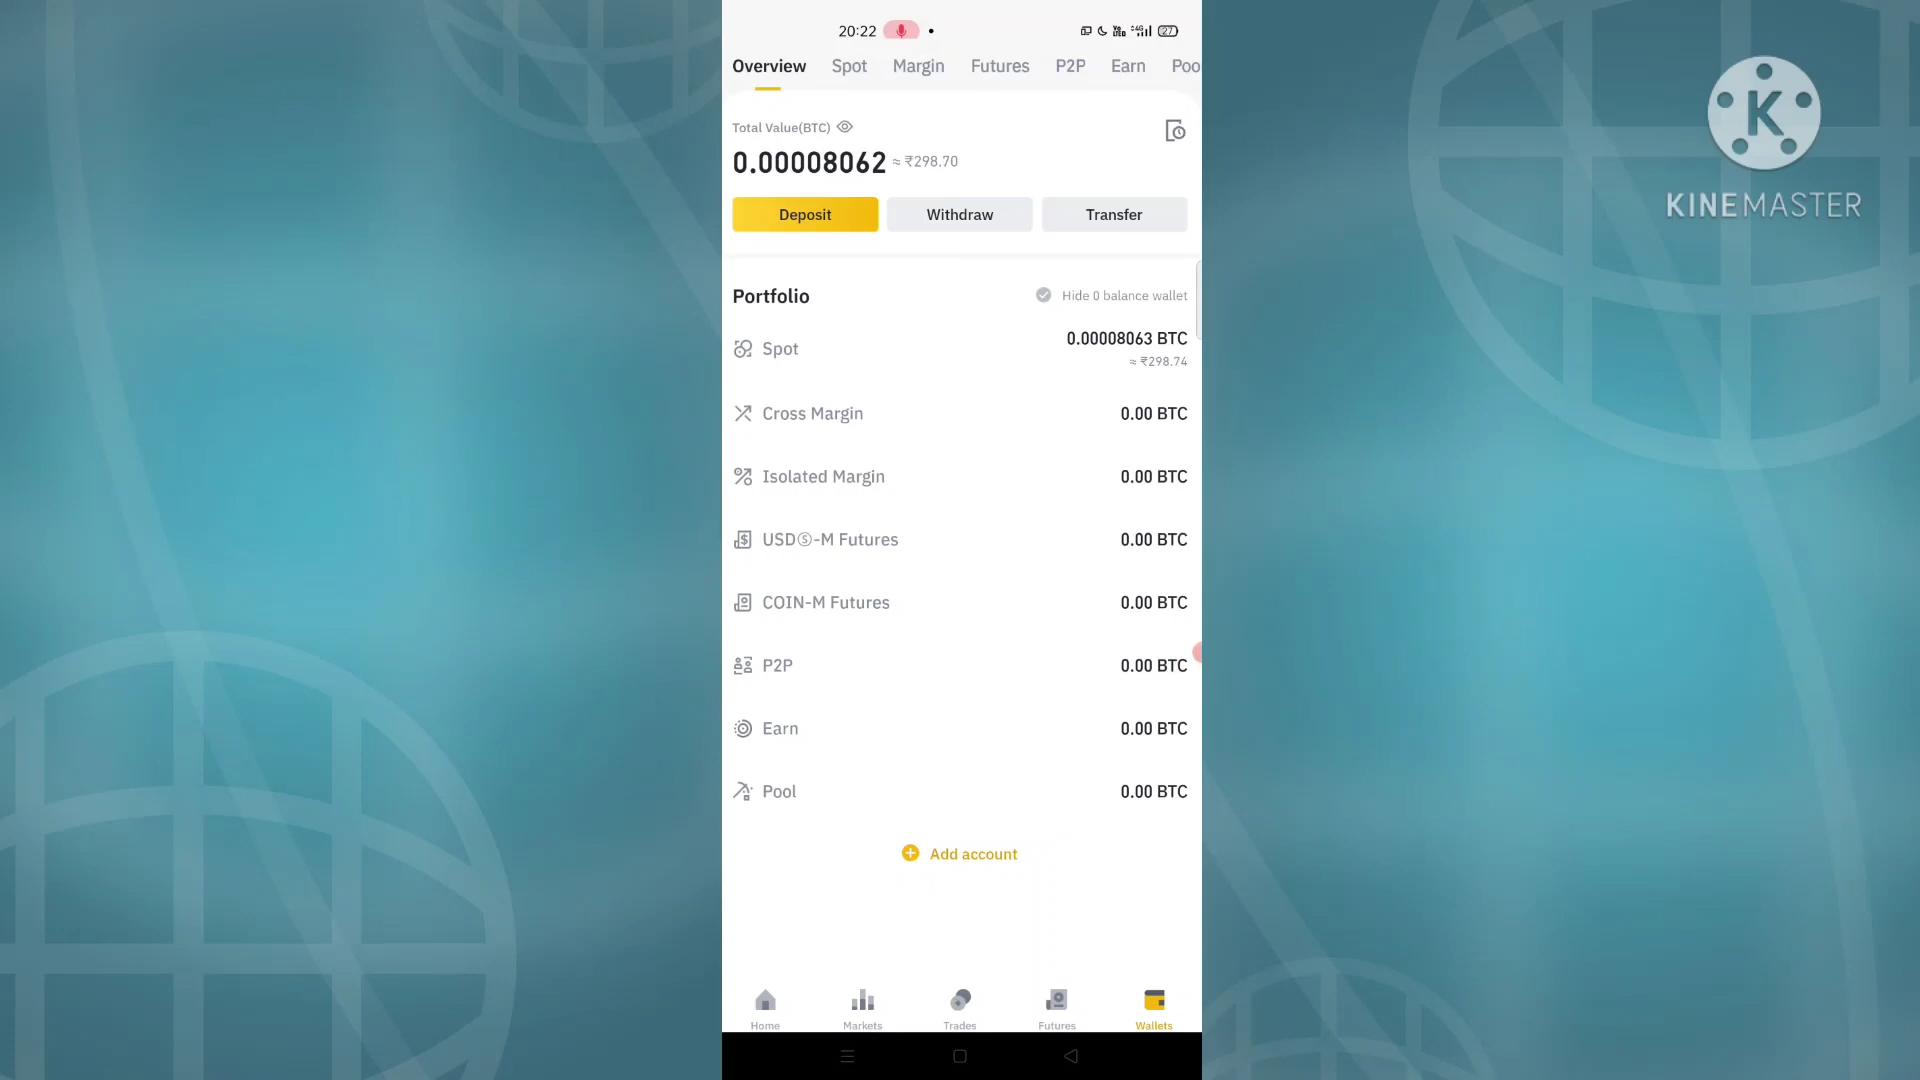 20:22
27
Overview Spot Margin Futures P2P Earn Poo
Total Value(BTC)
0.00008062 ≈ ₹298.70
Deposit Withdraw Transfer
Portfolio
Hide 0 balance wallet
Spot 0.00008063 BTC
≈ ₹298.74
Cross Margin 0.00 BTC
Isolated Margin 0.00 BTC
USDⓈ-M Futures 0.00 BTC
COIN-M Futures 0.00 BTC
P2P 0.00 BTC
Earn 0.00 BTC
Pool 0.00 BTC
Add account
Home Markets Trades Futures Wallets
K
KINEMASTER